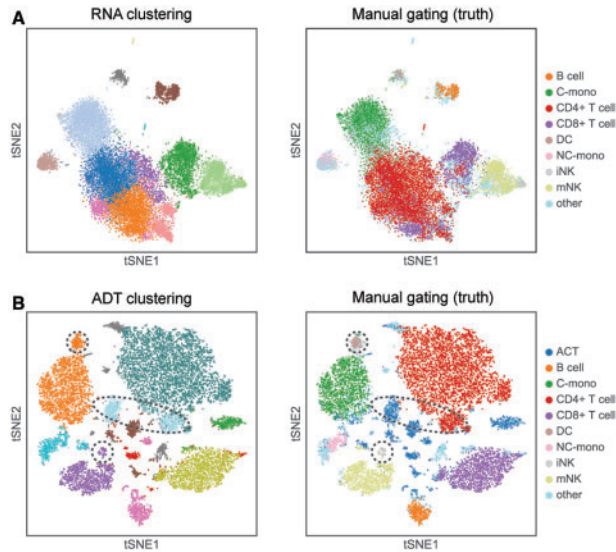 A
RNA clustering
Manual gating (truth)
tSNE2
tSNE1
tSNE1
B cell
C-mono
CD4+ T cell
CD8+ T cell
DC
NC-mono
iNK
mNK
other
B
ADT clustering
Manual gating (truth)
tSNE2
tSNE2
tSNE1
tSNE1
ACT
B cell
C-mono
CD4+ T cell
CD8+ T cell
DC
NC-mono
iNK
mNK
other